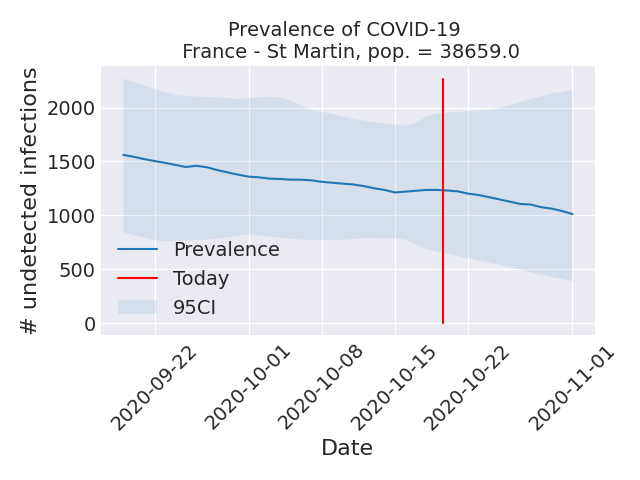 Prevalence of COVID-19
France - St Martin, pop. = 38659.0
# undetected infections
2000
1500
1000
500
0
Prevalence
Today
95CI
2020-09-22
2020-10-01
2020-10-08
2020-10-15
2020-10-22
2020-11-01
Date